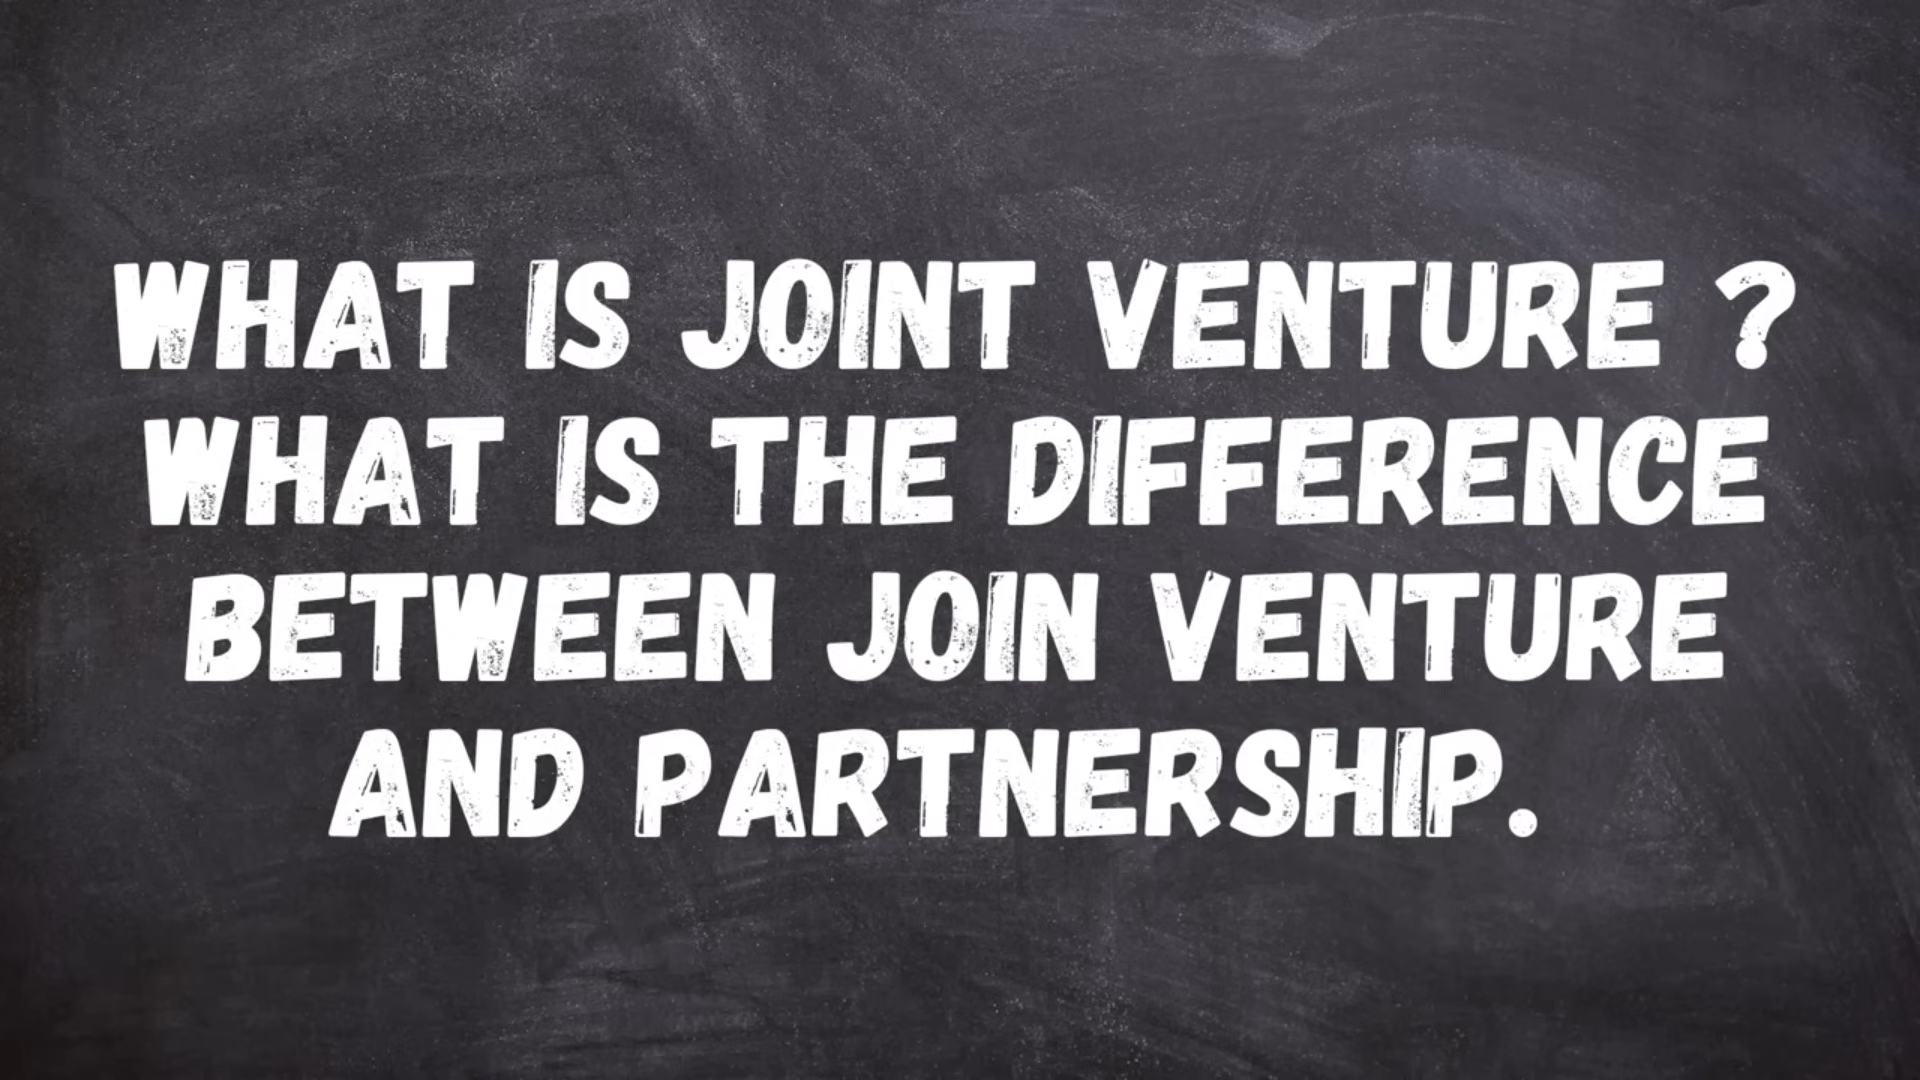 WHAT IS JOINT VENTURE ?
WHAT IS THE DIFFERENCE
BETWEEN JOIN VENTURE
AND PARTNERSHIP.